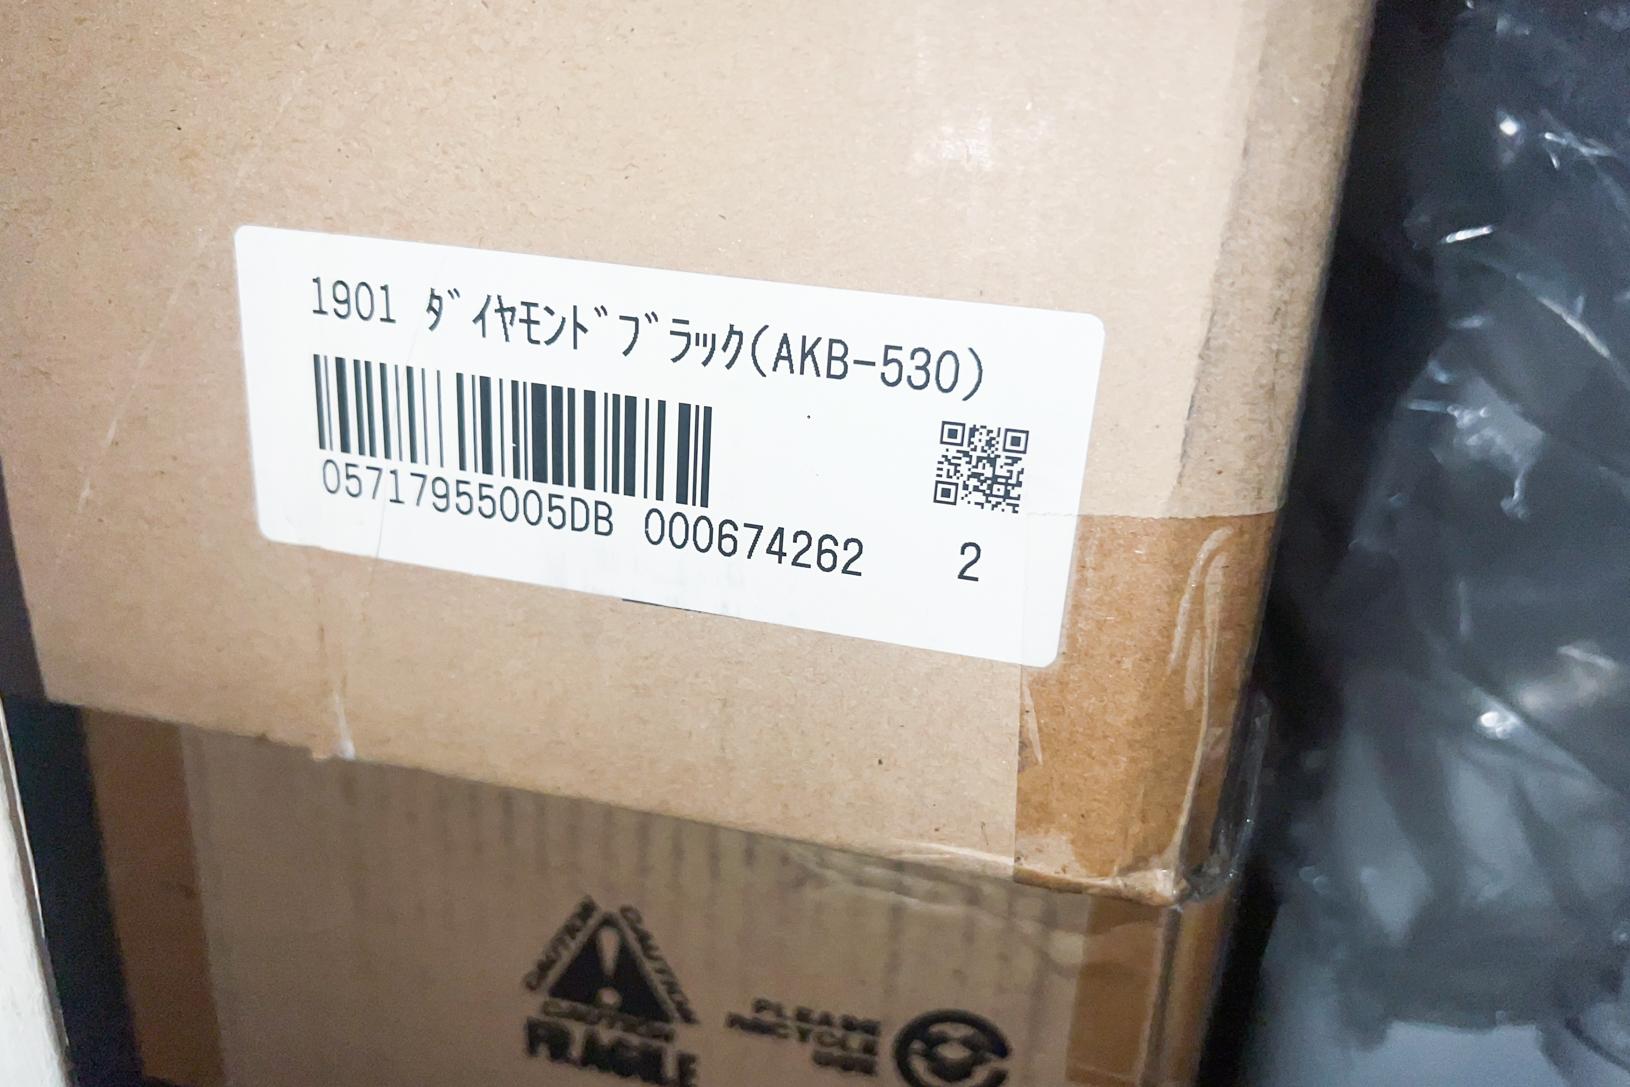 1901 ﾀﾞｲﾔﾓﾝﾄﾞﾌﾞﾗｯｸ(AKB-530)
05717955005DB 000674262 2
CAUTION CAUTION
CAUTION
FRAGILE
PLEASE
RECYCLE